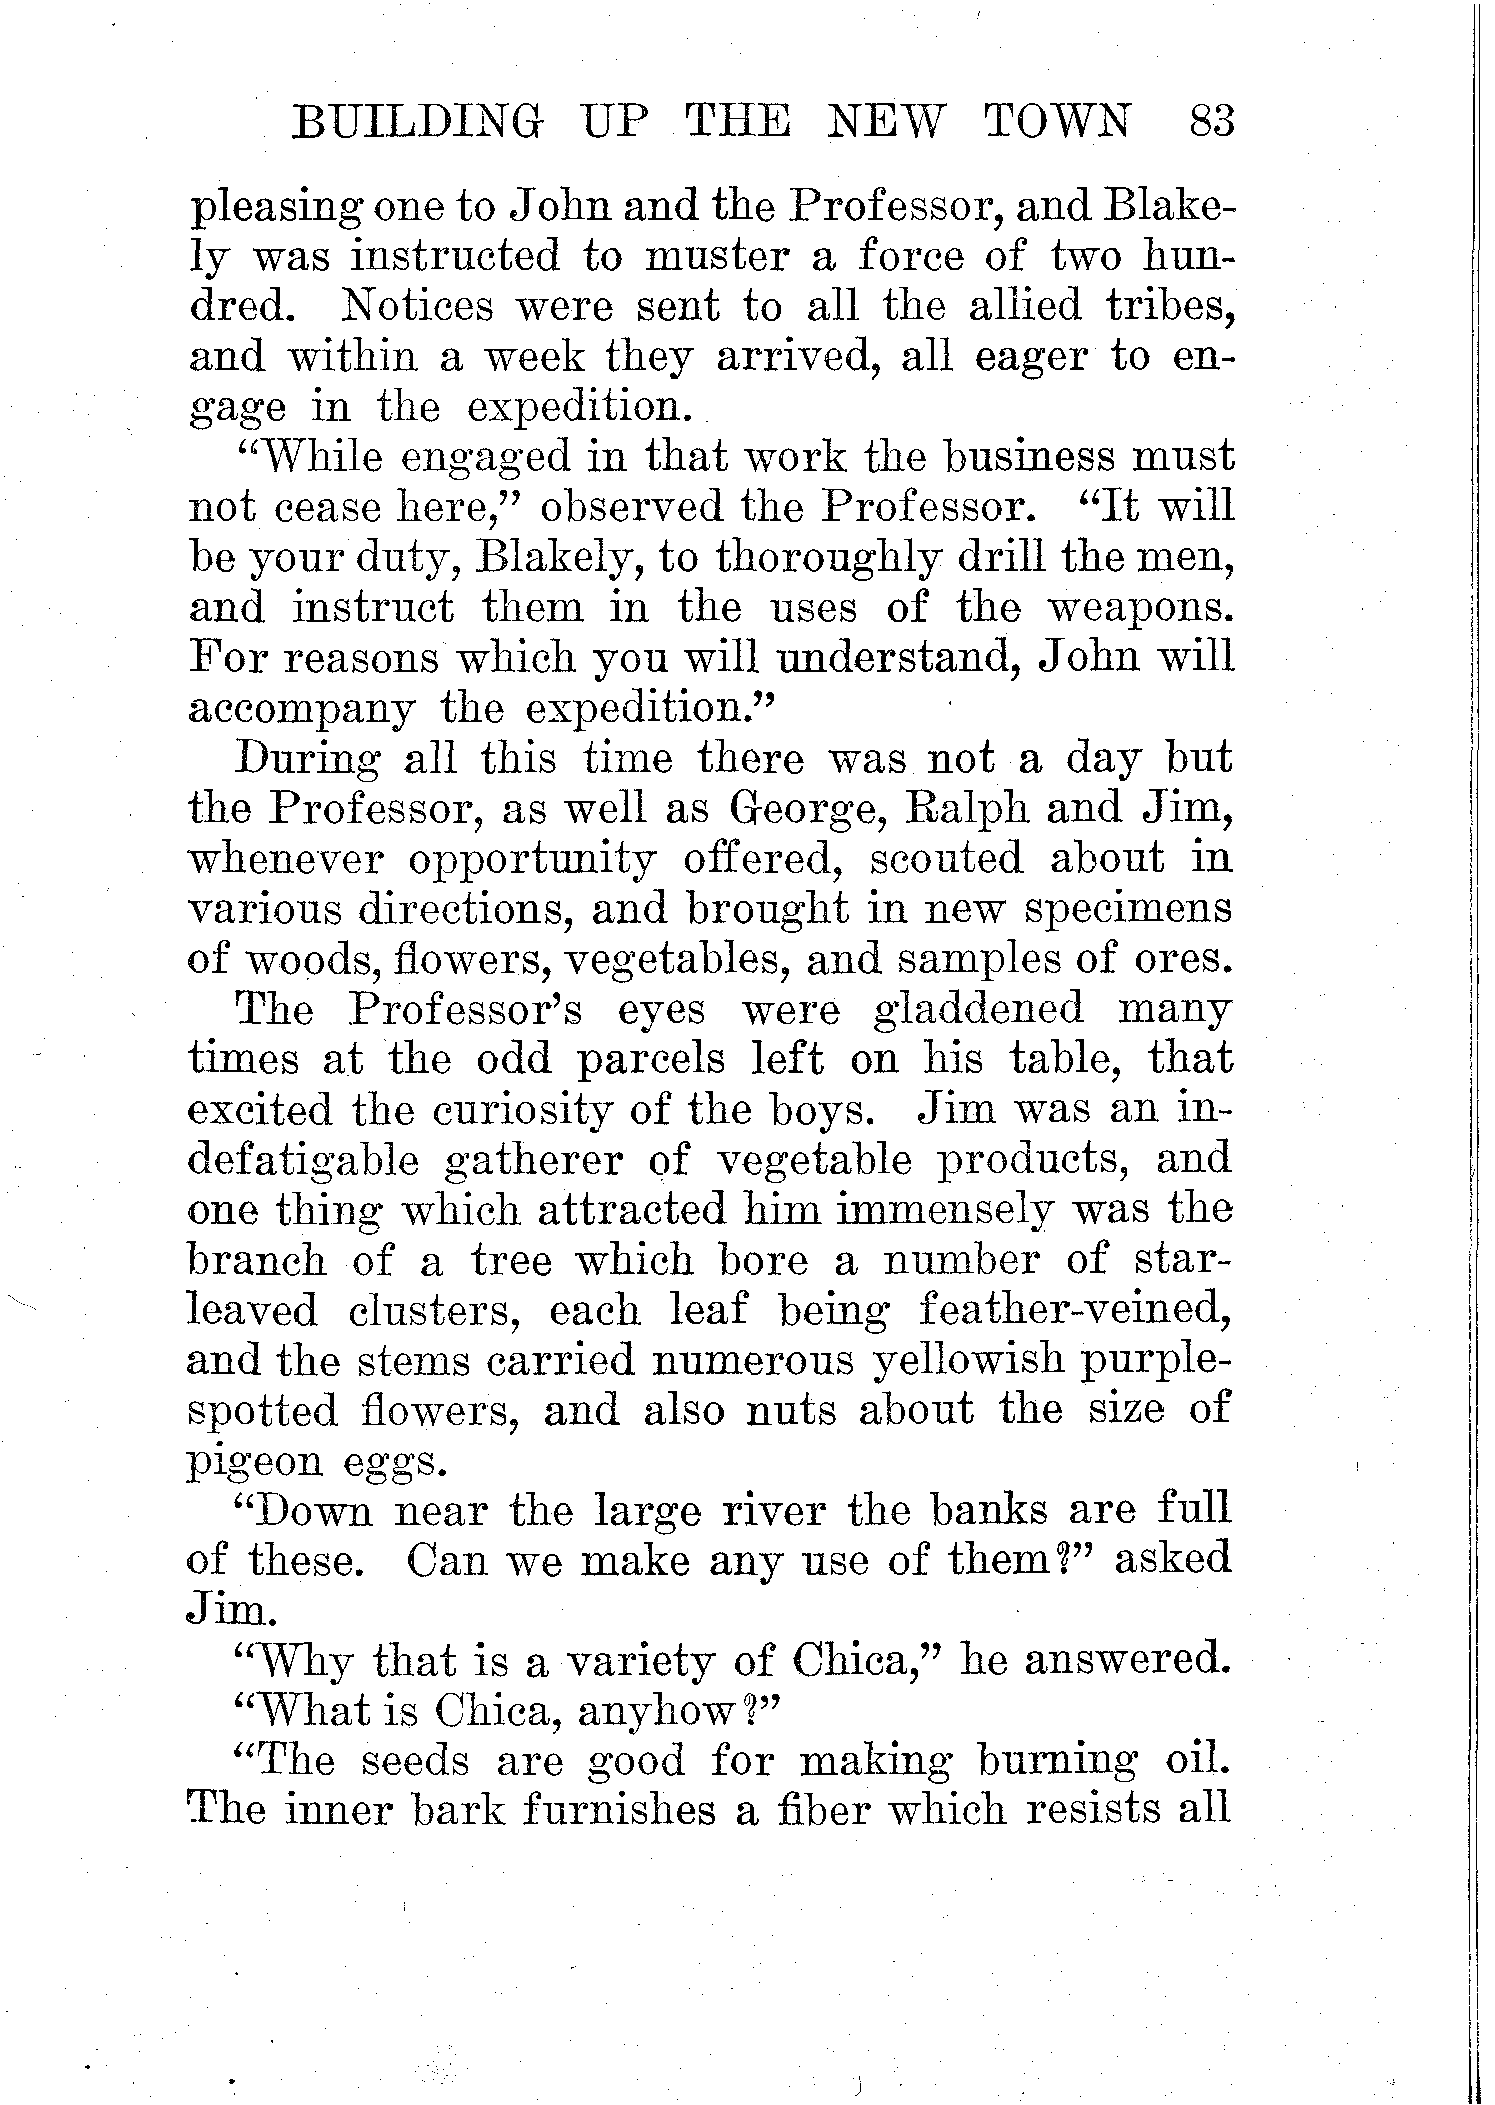 BUILDING UP THE NEW TOWN 83
pleasing one to John and the Professor, and Blake-
ly was instructed to muster a force of two hun-
dred. Notices were sent to all the allied tribes,
and within a week they arrived, all eager to en-
gage in the expedition.
“While engaged in that work the business must
not cease here,” observed the Professor. “It will
be your duty, Blakely, to thoroughly drill the men,
and instruct them in the uses of the weapons.
For reasons which you will understand, John will
accompany the expedition.”
During all this time there was not a day but
the Professor, as well as George, Ralph and Jim,
whenever opportunity offered, scouted about in
various directions, and brought in new specimens
of woods, flowers, vegetables, and samples of ores.
The Professor’s eyes were gladdened many
times at the odd parcels left on his table, that
excited the curiosity of the boys. Jim was an in-
defatigable gatherer of vegetable products, and
one thing which attracted him immensely was the
branch of a tree which bore a number of star-
leaved clusters, each leaf being feather-veined,
and the stems carried numerous yellowish purple-
spotted flowers, and also nuts about the size of
pigeon eggs.
“Down near the large river the banks are full
of these. Can we make any use of them?” asked
Jim.
“Why that is a variety of Chica,” he answered.
“What is Chica, anyhow?”
“The seeds are good for making burning oil.
The inner bark furnishes a fiber which resists all